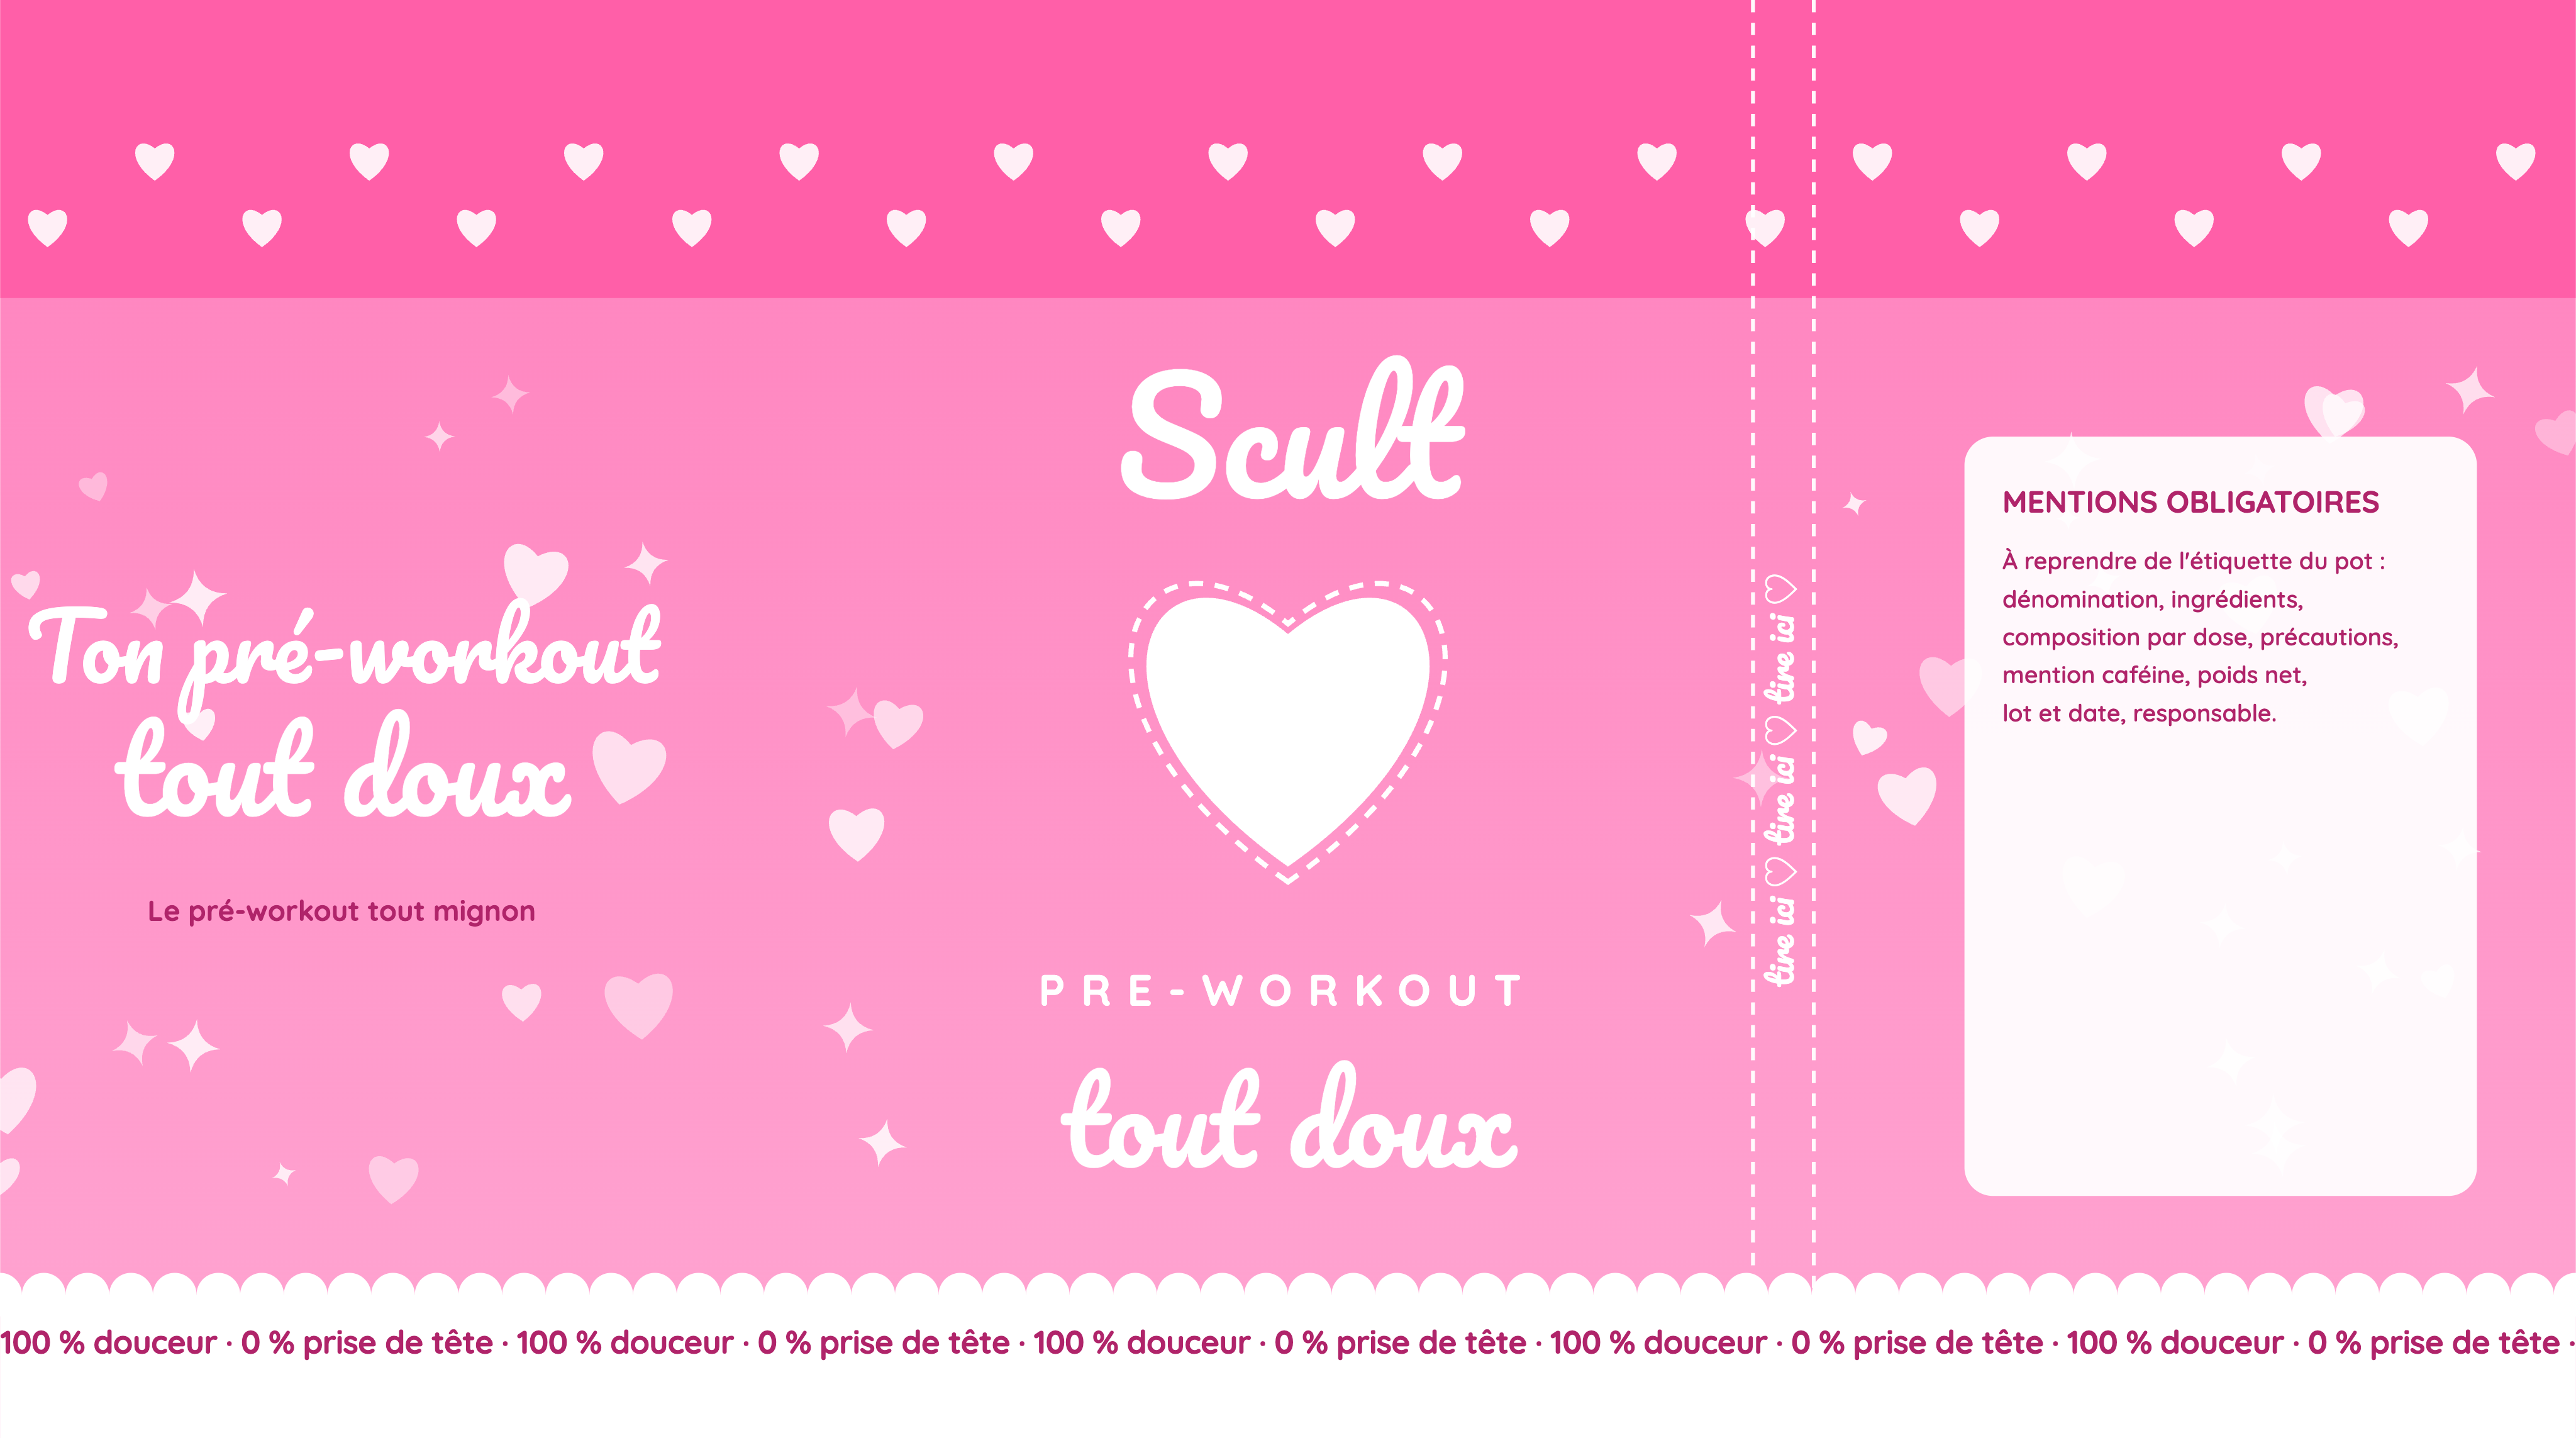 Ton pré-workout
tout doux
Le pré-workout tout mignon
Scult
PRE-WORKOUT
tout doux
tire ici ♡ tire ici ♡ tire ici ♡
MENTIONS OBLIGATOIRES
À reprendre de l'étiquette du pot :
dénomination, ingrédients,
composition par dose, précautions,
mention caféine, poids net,
lot et date, responsable.
100 % douceur · 0 % prise de tête · 100 % douceur · 0 % prise de tête · 100 % douceur · 0 % prise de tête · 100 % douceur · 0 % prise de tête · 100 % douceur · 0 % prise de tête ·